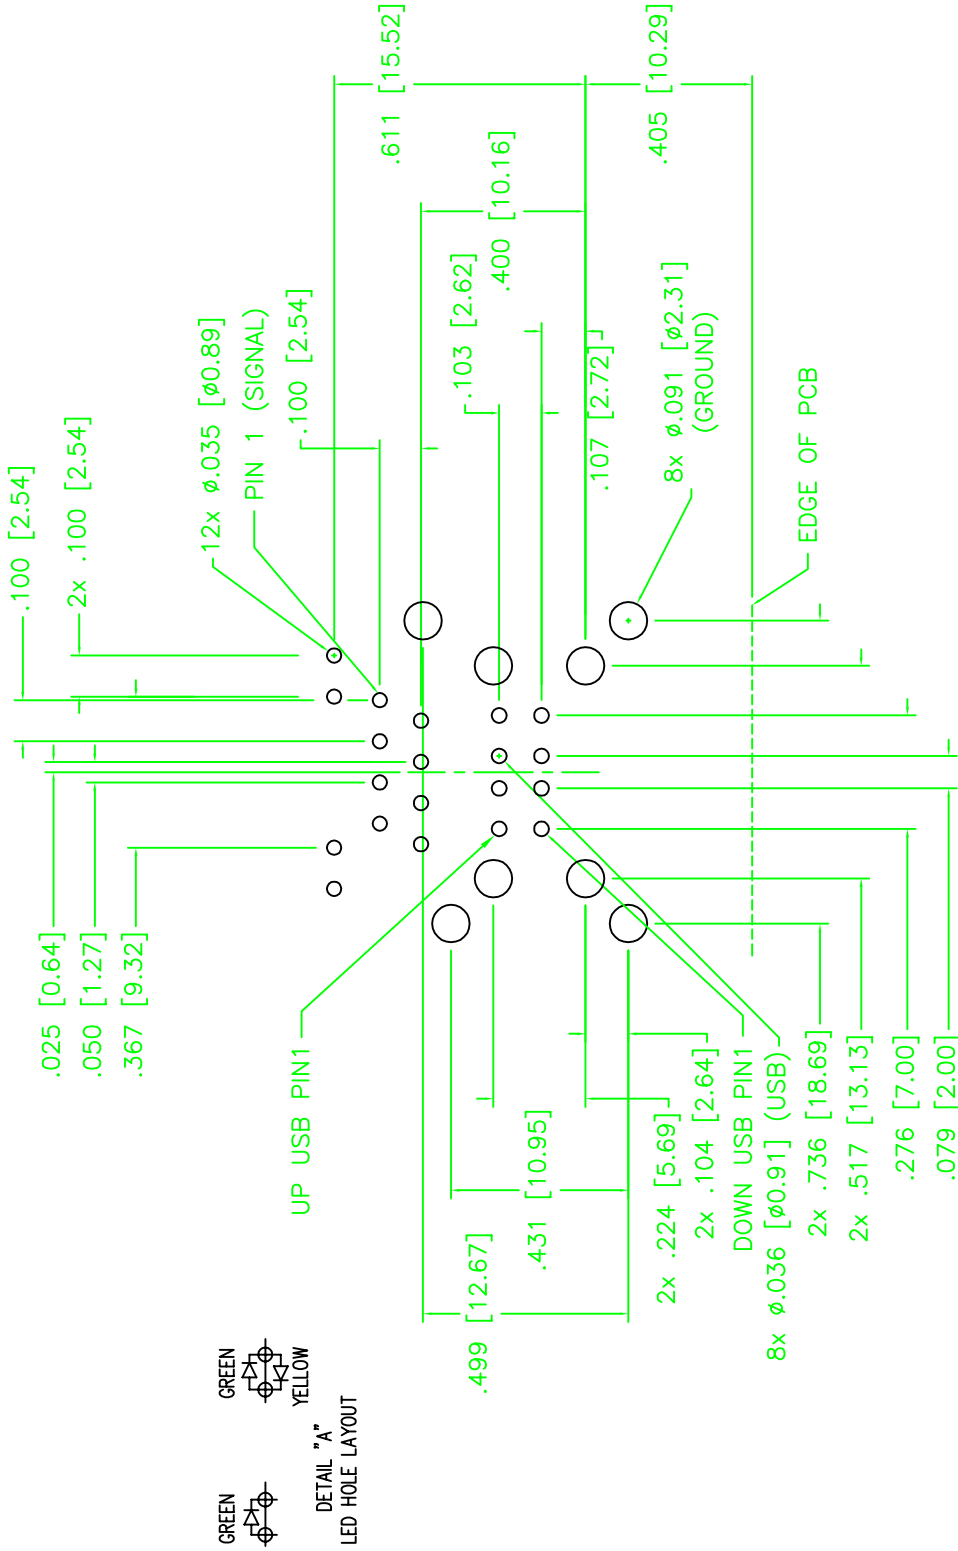 .100 [2.54]
2x .100 [2.54]
12x ø.035 [ø0.89]
PIN 1 (SIGNAL)
.100 [2.54]
.611 [15.52]
.400 [10.16]
.103 [2.62]
.107 [2.72]
.405 [10.29]
8x ø.091 [ø2.31]
(GROUND)
EDGE OF PCB
.025 [0.64]
.050 [1.27]
.367 [9.32]
UP USB PIN1
.499 [12.67]
.431 [10.95]
2x .224 [5.69]
2x .104 [2.64]
DOWN USB PIN1
8x ø.036 [ø0.91] (USB)
2x .736 [18.69]
2x .517 [13.13]
.276 [7.00]
.079 [2.00]
GREEN
GREEN
YELLOW
DETAIL "A"
LED HOLE LAYOUT